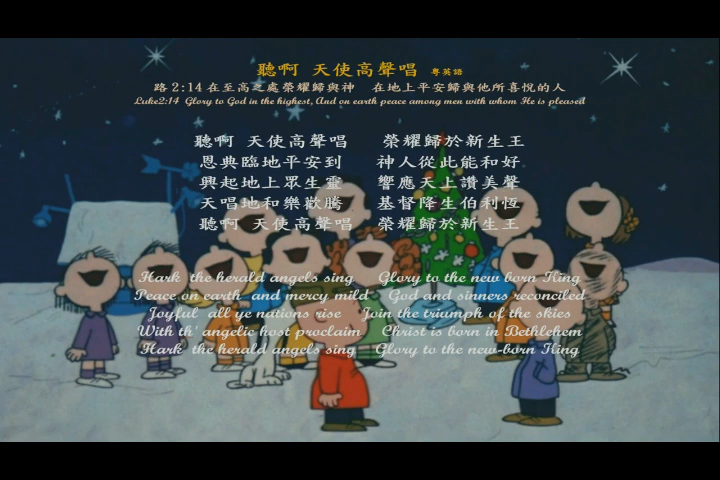 聽啊 天使高聲唱 粵英語
路 2:14 在至高之處榮耀歸與神 在地上平安歸與他所喜悅的人
Luke2:14 Glory to God in the highest, And on earth peace among men with whom He is pleased
聽啊 天使高聲唱 榮耀歸於新生王
恩典臨地平安到 神人從此能和好
興起地上眾生靈 響應天上讚美聲
天唱地和樂歡騰 基督降生伯利恆
聽啊 天使高聲唱 榮耀歸於新生王
Hark the herald angels sing Glory to the new born King
Peace on earth and mercy mild God and sinners reconciled
Joyful all ye nations rise Join the triumph of the skies
With th' angelic host proclaim Christ is born in Bethlehem
Hark the herald angels sing Glory to the new-born King